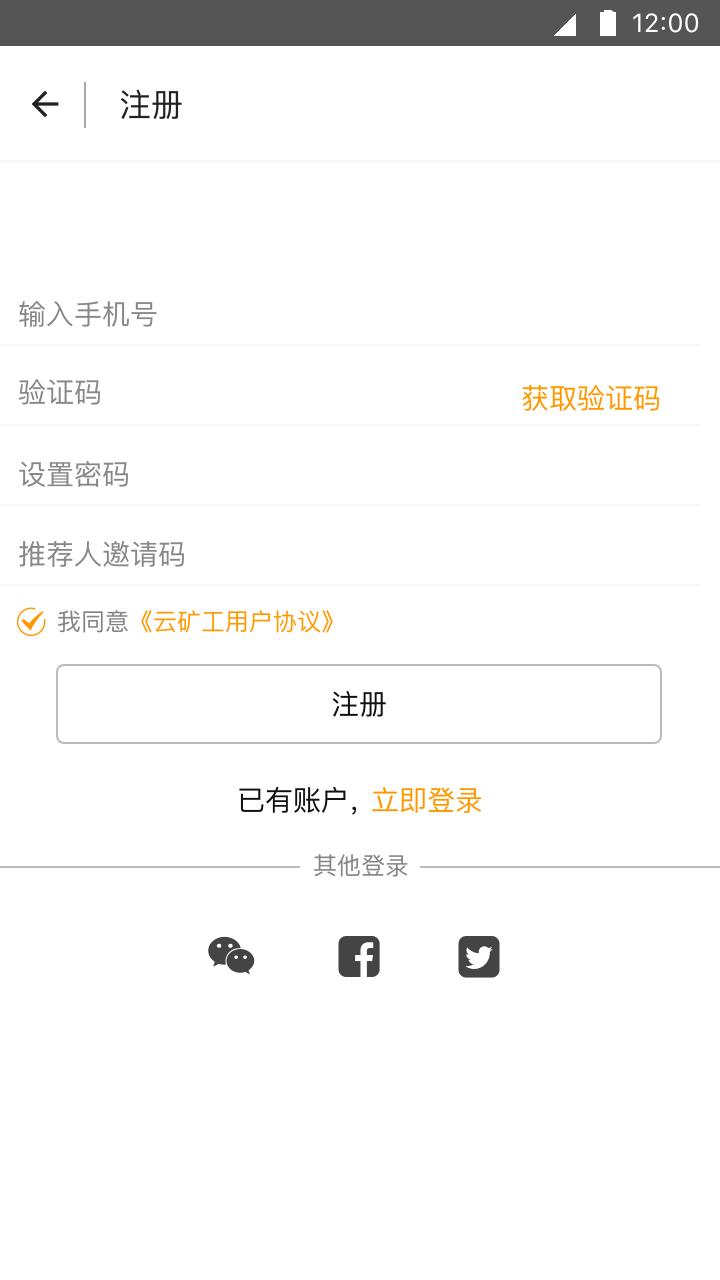 12:00
注册
输入手机号
验证码
获取验证码
设置密码
推荐人邀请码
我同意《云矿工用户协议》
注册
已有账户,立即登录
其他登录